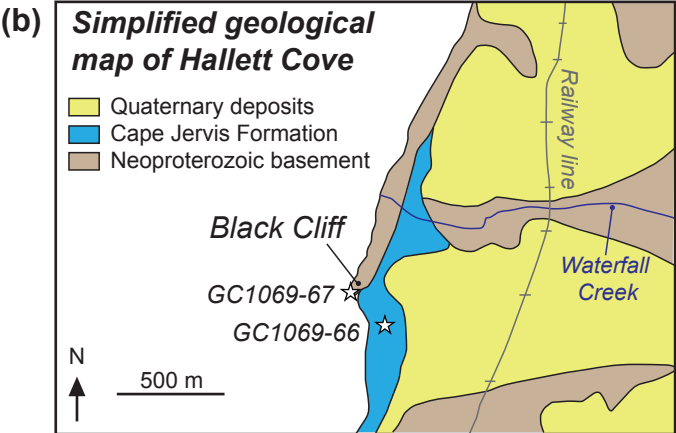 (b)
Simplified geological
map of Hallett Cove
Quaternary deposits
Cape Jervis Formation
Neoproterozoic basement
Railway line
Black Cliff
Waterfall
Creek
GC1069-67
GC1069-66
N
500 m